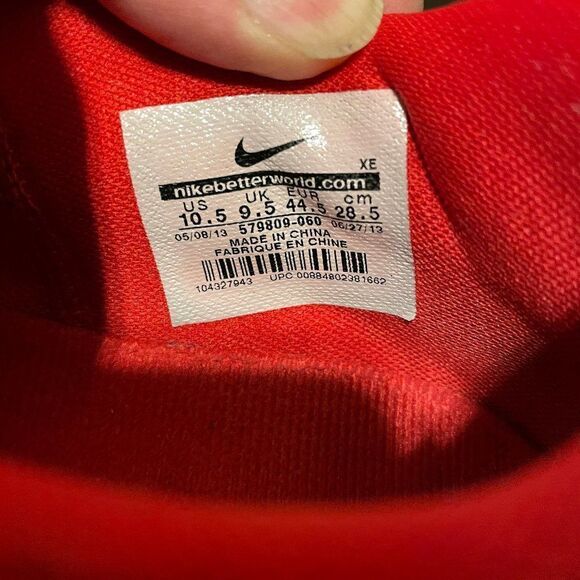 XE
nikebetterworld.com
US UK EUR cm
10.5 9.5 44.5 28.5
05/08/13 579809-060 06/27/13
MADE IN CHINA
FABRIQUE EN CHINE
104327943 UPC 00884802381662